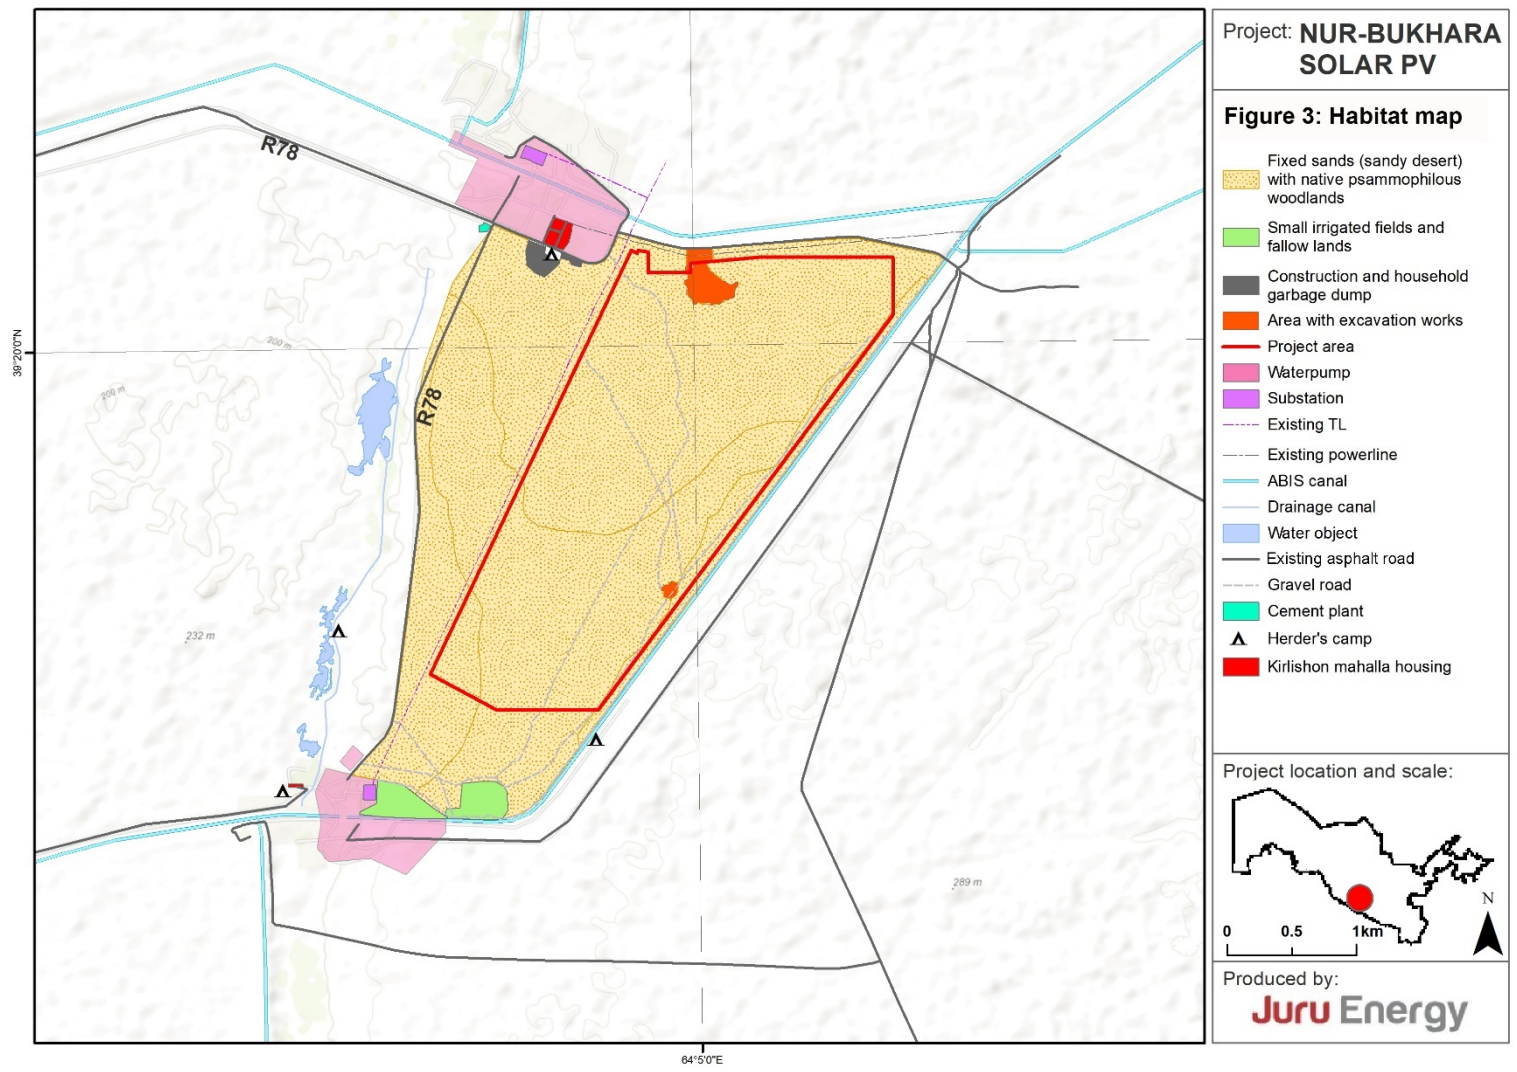 R78
R78
200 m
200 m
232 m
289 m
39°20'0"N
64°5'0"E
Project: NUR-BUKHARA
SOLAR PV
Figure 3: Habitat map
Fixed sands (sandy desert)
with native psammophilous
woodlands
Small irrigated fields and
fallow lands
Construction and household
garbage dump
Area with excavation works
Project area
Waterpump
Substation
Existing TL
Existing powerline
ABIS canal
Drainage canal
Water object
Existing asphalt road
Gravel road
Cement plant
Herder's camp
Kirlishon mahalla housing
Project location and scale:
N
0 0.5 1km
Produced by:
Juru Energy